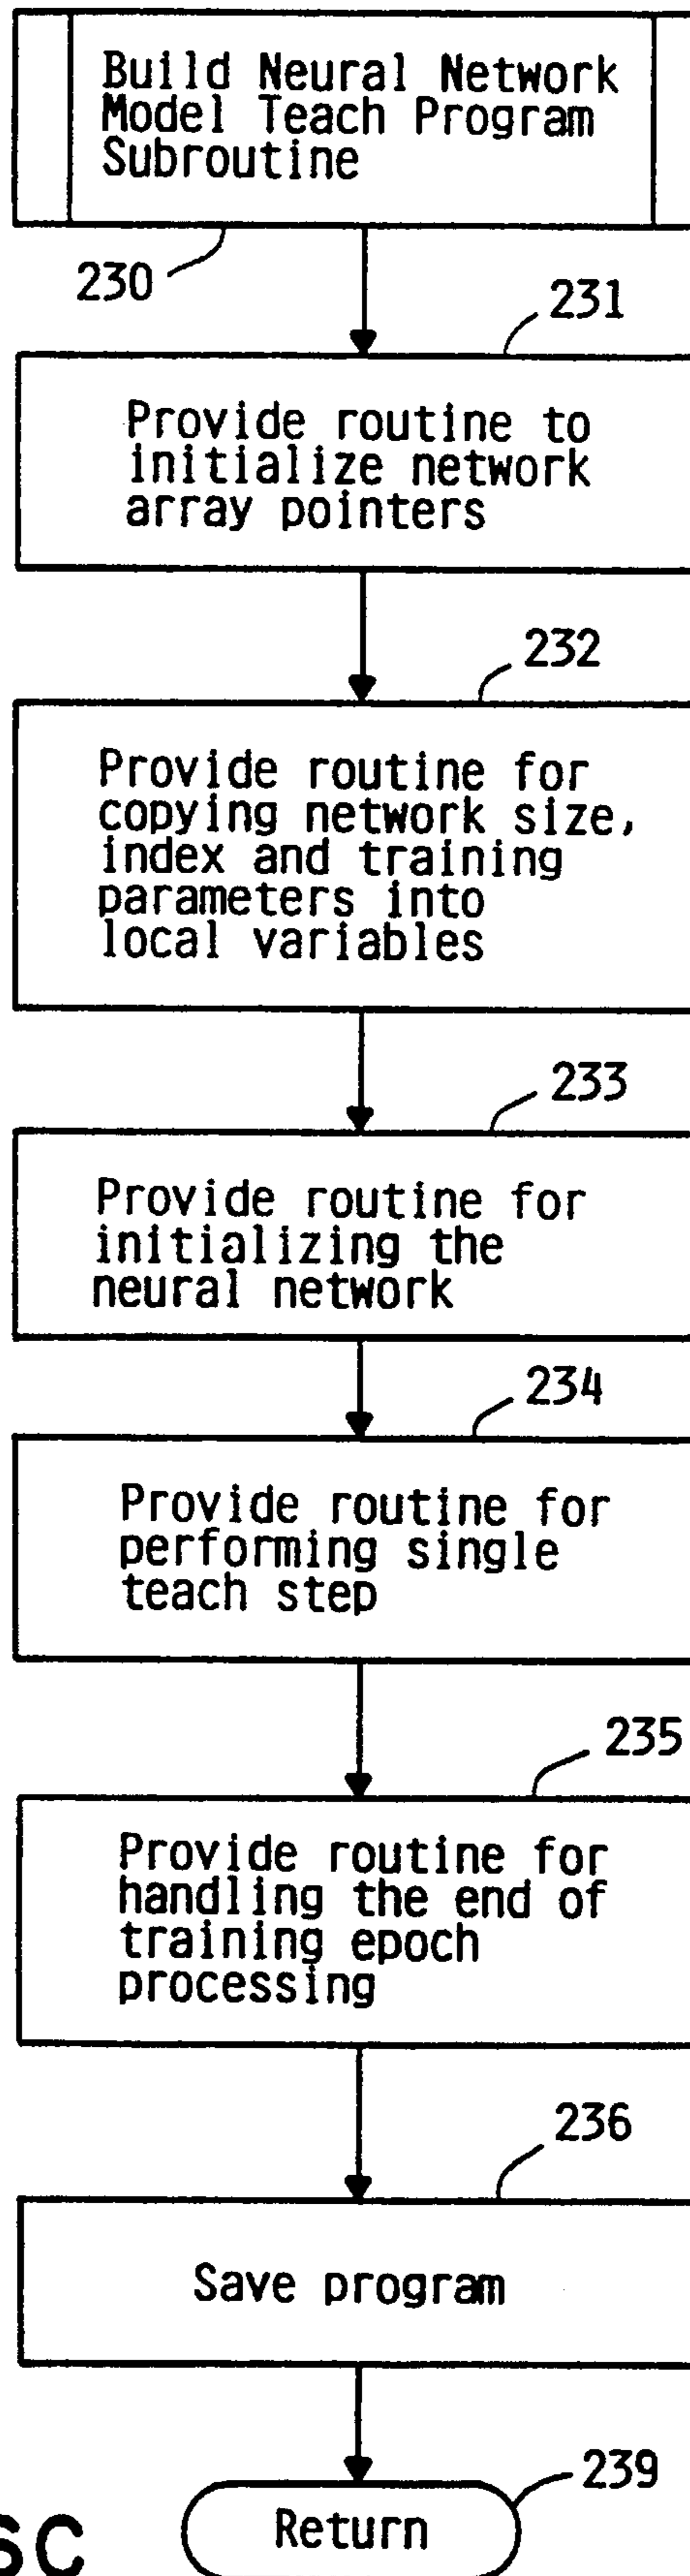 Build Neural Network
Model Teach Program
Subroutine
230
231
Provide routine to
initialize network
array pointers
232
Provide routine for
copying network size,
index and training
parameters into
local variables
233
Provide routine for
initializing the
neural network
234
Provide routine for
performing single
teach step
235
Provide routine for
handling the end of
training epoch
processing
236
Save program
239
Return